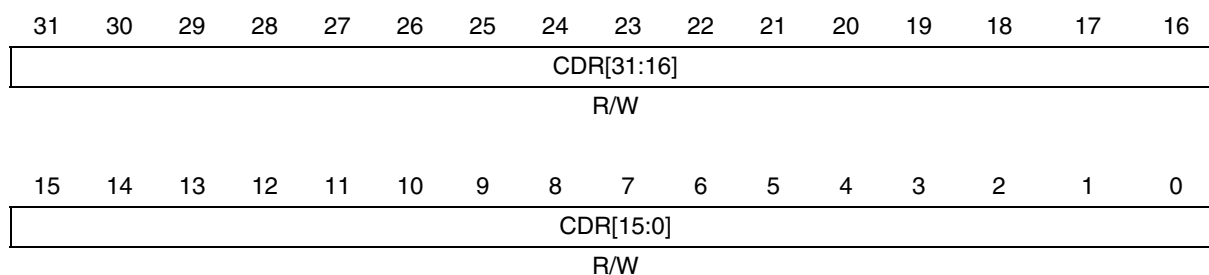 31 30 29 28 27 26 25 24 23 22 21 20 19 18 17 16
CDR[31:16]
R/W
15 14 13 12 11 10 9 8 7 6 5 4 3 2 1 0
CDR[15:0]
R/W